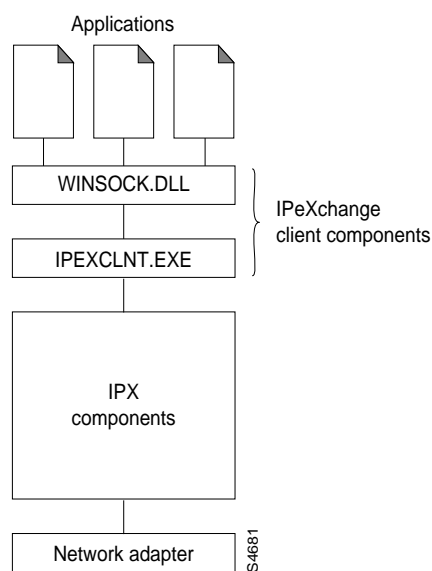 Applications
WINSOCK.DLL
IPeXchange
client components
IPEXCLNT.EXE
IPX
components
Network adapter
S4681